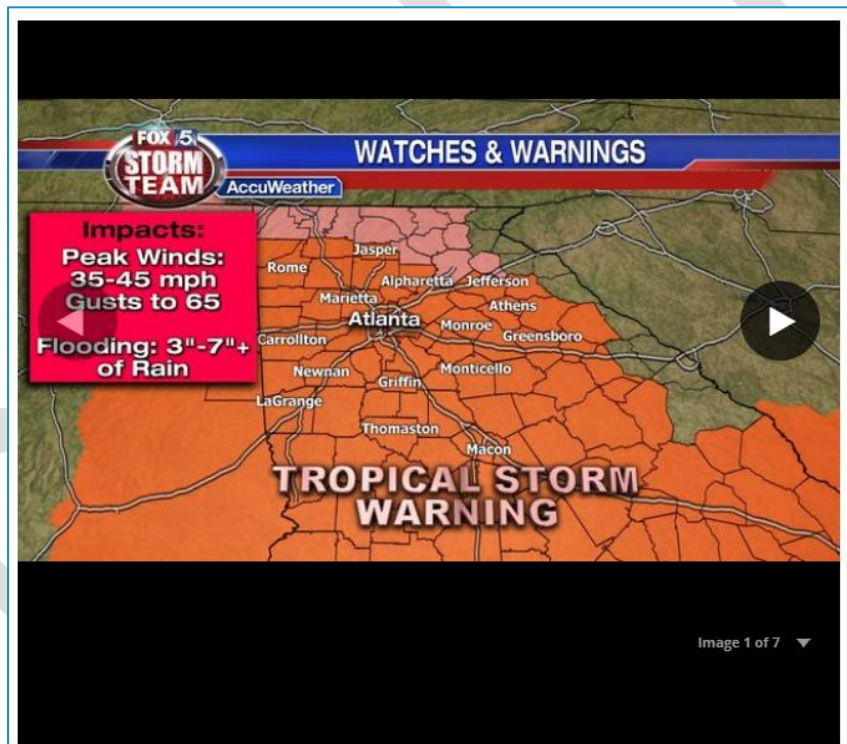 FOX 5
STORM
TEAM
AccuWeather
WATCHES & WARNINGS
Impacts:
Peak Winds:
35-45 mph
Gusts to 65
Flooding: 3"-7"+
of Rain
Jasper
Rome
Alpharetta
Jefferson
Marietta
Athens
Atlanta
Monroe
Carrollton
Greensboro
Newnan
Monticello
Griffin
LaGrange
Thomaston
Macon
TROPICAL STORM
WARNING
Image 1 of 7